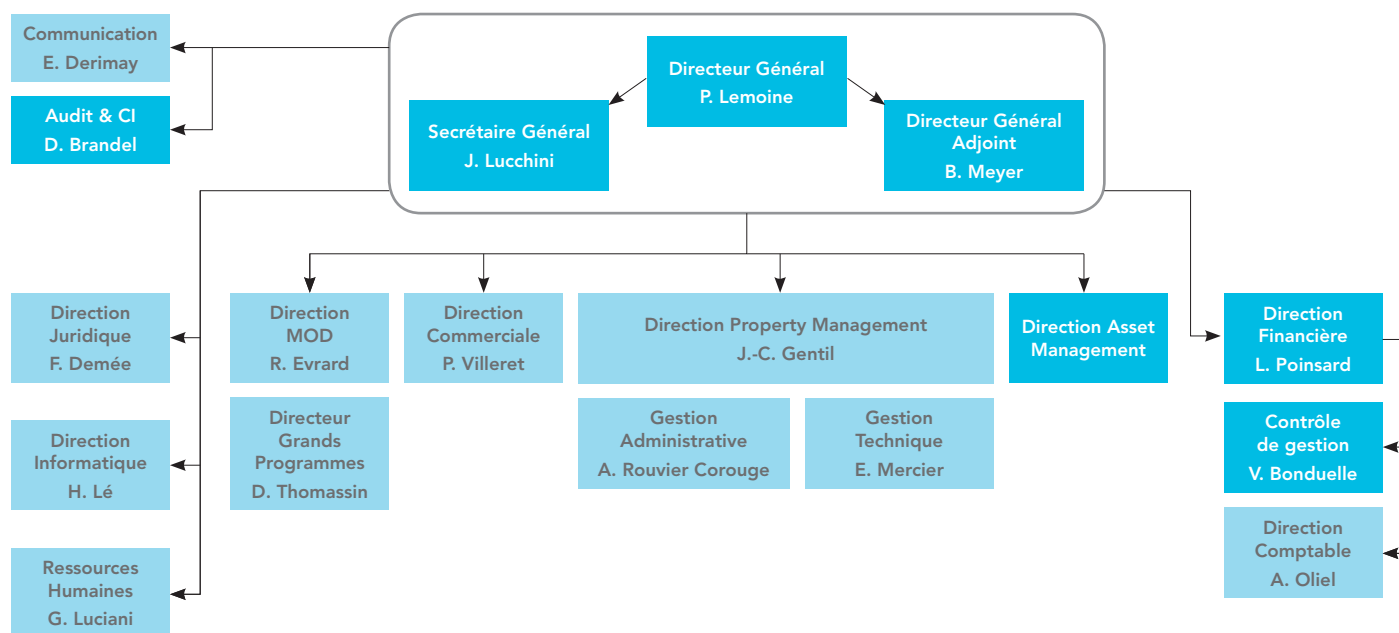 Communication
E. Derimay
Audit & CI
D. Brandel
Directeur Général
P. Lemoine
Secrétaire Général
J. Lucchini
Directeur Général
Adjoint
B. Meyer
Direction
Juridique
F. Demée
Direction
MOD
R. Evrard
Direction
Commerciale
P. Villeret
Direction Property Management
J.-C. Gentil
Direction Asset
Management
Direction
Financière
L. Poinsard
Direction
Informatique
H. Lé
Directeur
Grands
Programmes
D. Thomassin
Gestion
Administrative
A. Rouvier Corouge
Gestion
Technique
E. Mercier
Contrôle
de gestion
V. Bonduelle
Ressources
Humaines
G. Luciani
Direction
Comptable
A. Oliel